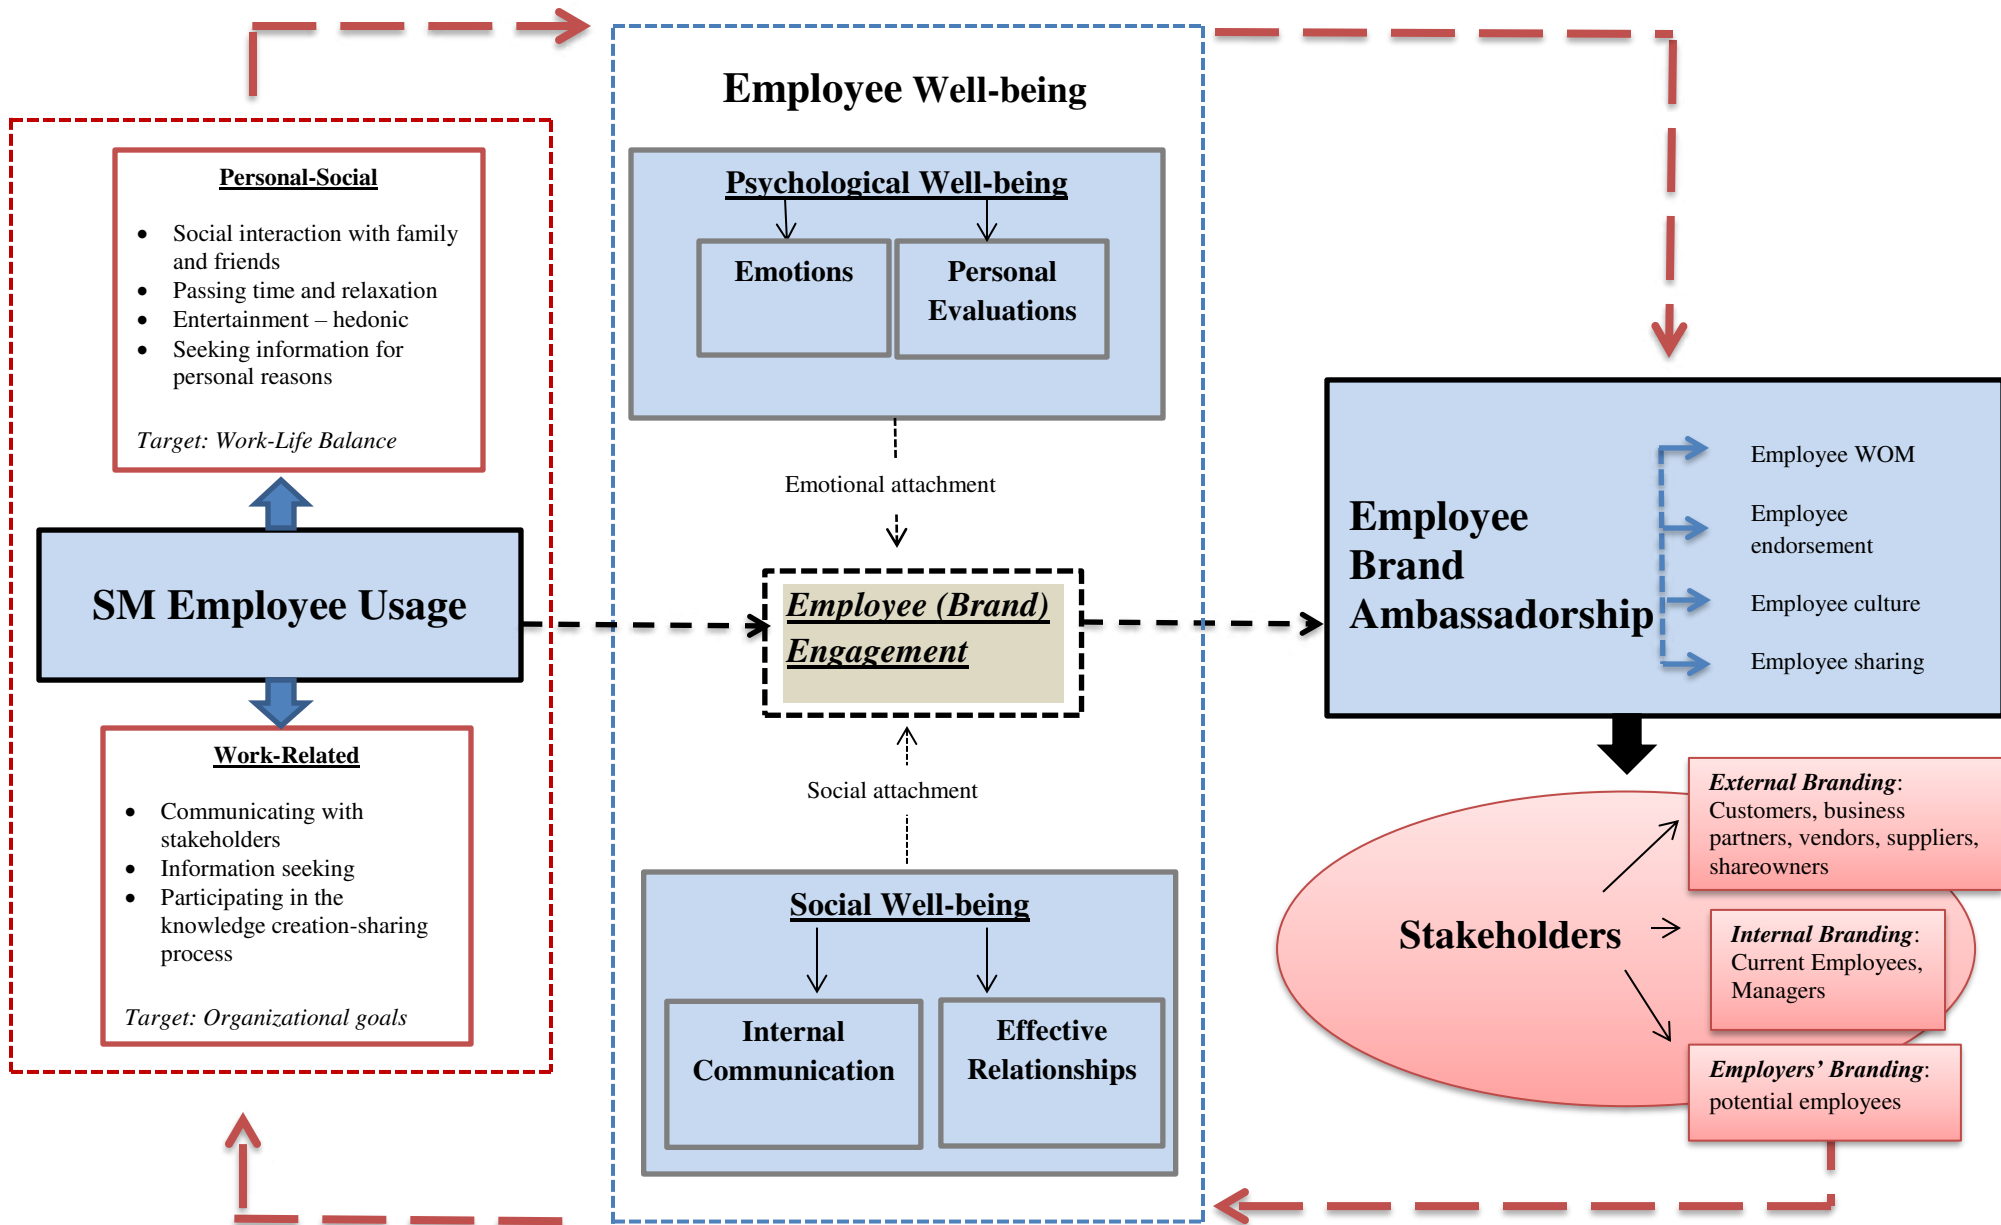 Personal-Social
• Social interaction with family
and friends
• Passing time and relaxation
• Entertainment – hedonic
• Seeking information for
personal reasons
Target: Work-Life Balance
SM Employee Usage
Work-Related
• Communicating with
stakeholders
• Information seeking
• Participating in the
knowledge creation-sharing
process
Target: Organizational goals
Employee Well-being
Psychological Well-being
Emotions
Personal
Evaluations
Emotional attachment
Employee (Brand)
Engagement
Social attachment
Social Well-being
Internal
Communication
Effective
Relationships
Employee
Brand
Ambassadorship
Employee WOM
Employee
endorsement
Employee culture
Employee sharing
Stakeholders
External Branding:
Customers, business
partners, vendors, suppliers,
shareowners
Internal Branding:
Current Employees,
Managers
Employers’ Branding:
potential employees